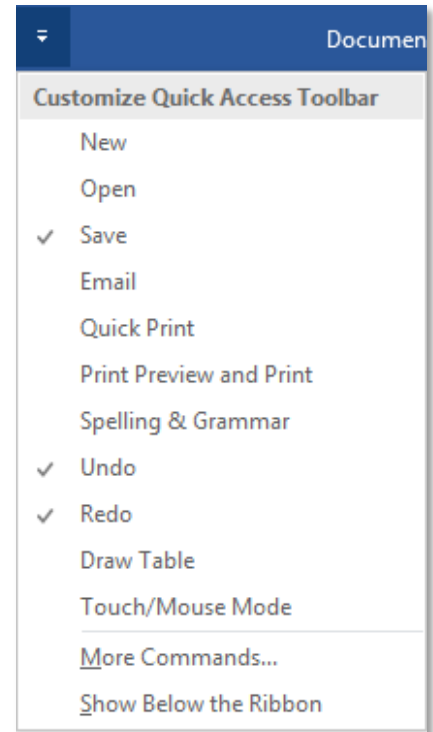 Documen
Customize Quick Access Toolbar
New
Open
Save
Email
Quick Print
Print Preview and Print
Spelling & Grammar
Undo
Redo
Draw Table
Touch/Mouse Mode
More Commands...
Show Below the Ribbon